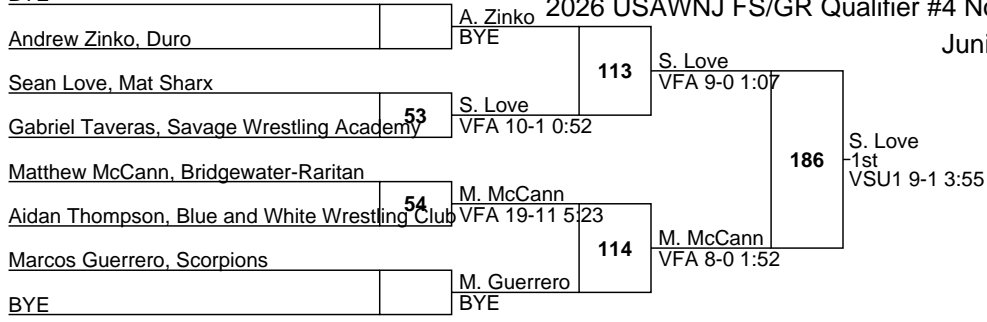 2026 USAWNJ FS/GR Qualifier #4 No
Juni
Andrew Zinko, Duro
A. Zinko
BYE
Sean Love, Mat Sharx
Gabriel Taveras, Savage Wrestling Academy
53
S. Love
VFA 10-1 0:52
113
S. Love
VFA 9-0 1:07
Matthew McCann, Bridgewater-Raritan
Aidan Thompson, Blue and White Wrestling Club
54
M. McCann
VFA 19-11 5:23
Marcos Guerrero, Scorpions
BYE
M. Guerrero
BYE
114
M. McCann
VFA 8-0 1:52
186
S. Love
1st
VSU1 9-1 3:55